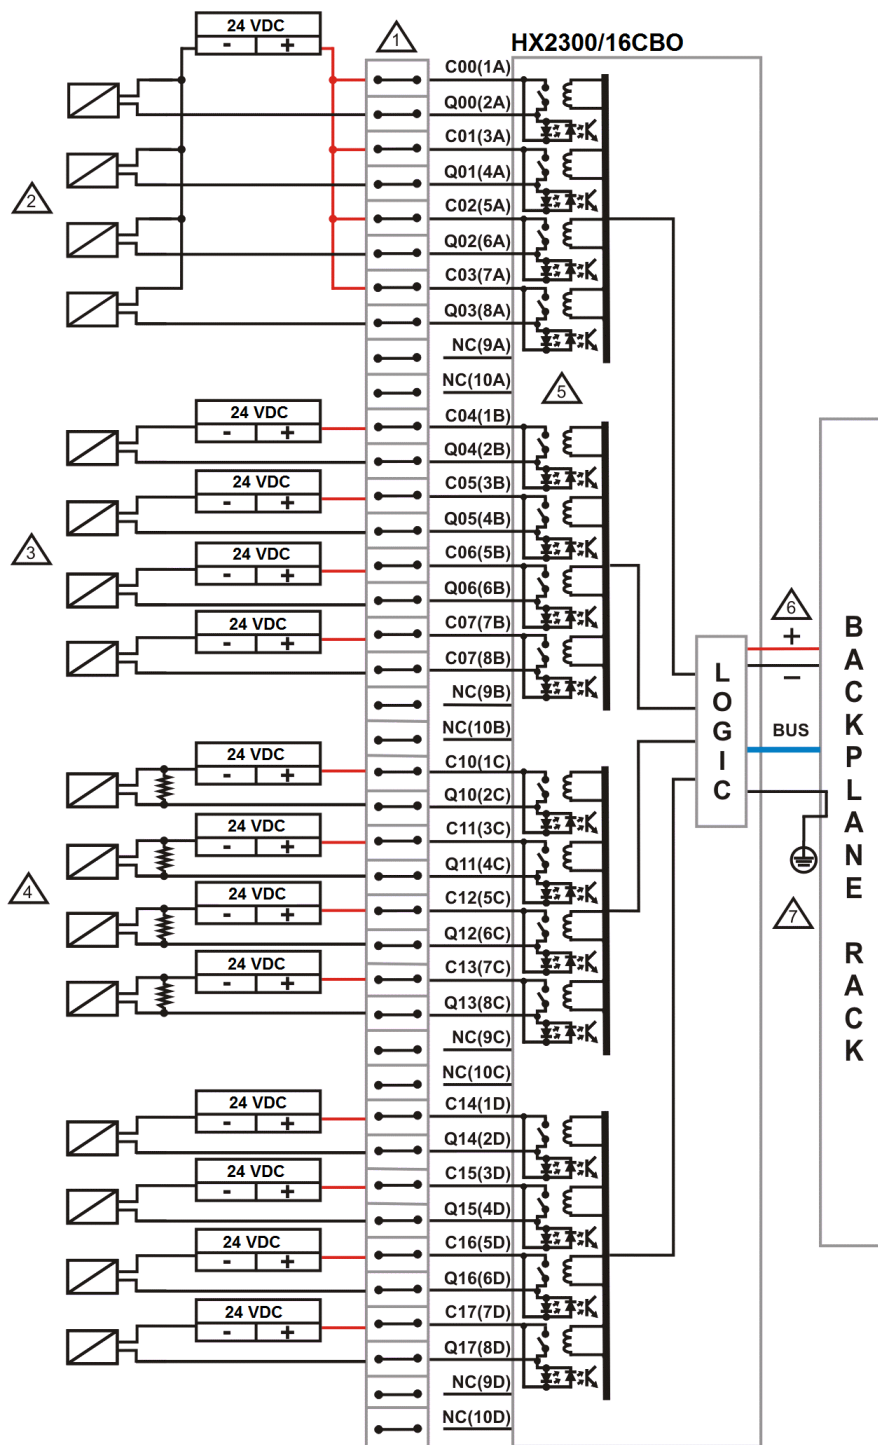 24 VDC
- +
1
HX2300/16CBO
C00(1A)
Q00(2A)
C01(3A)
Q01(4A)
2
C02(5A)
Q02(6A)
C03(7A)
Q03(8A)
NC(9A)
NC(10A)
5
24 VDC
- +
C04(1B)
Q04(2B)
24 VDC
- +
C05(3B)
Q05(4B)
3
24 VDC
- +
C06(5B)
Q06(6B)
24 VDC
- +
C07(7B)
C07(8B)
NC(9B)
NC(10B)
6
+
−
BUS
LOGIC
BACKPLANE RACK
7
24 VDC
- +
C10(1C)
Q10(2C)
24 VDC
- +
C11(3C)
Q11(4C)
4
24 VDC
- +
C12(5C)
Q12(6C)
24 VDC
- +
C13(7C)
Q13(8C)
NC(9C)
NC(10C)
24 VDC
- +
C14(1D)
Q14(2D)
24 VDC
- +
C15(3D)
Q15(4D)
24 VDC
- +
C16(5D)
Q16(6D)
24 VDC
- +
C17(7D)
Q17(8D)
NC(9D)
NC(10D)